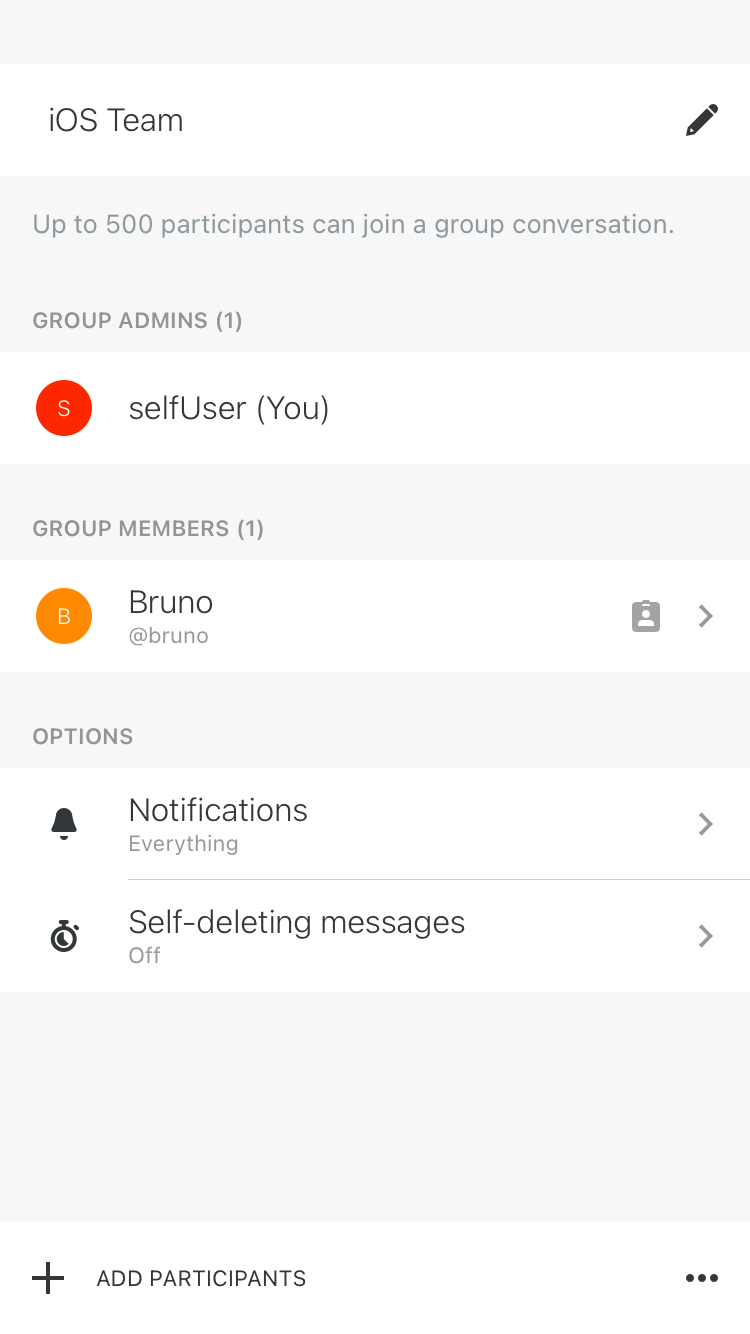 iOS Team
Up to 500 participants can join a group conversation.
GROUP ADMINS (1)
S
selfUser (You)
GROUP MEMBERS (1)
B
Bruno
@bruno
OPTIONS
Notifications
Everything
Self-deleting messages
Off
ADD PARTICIPANTS